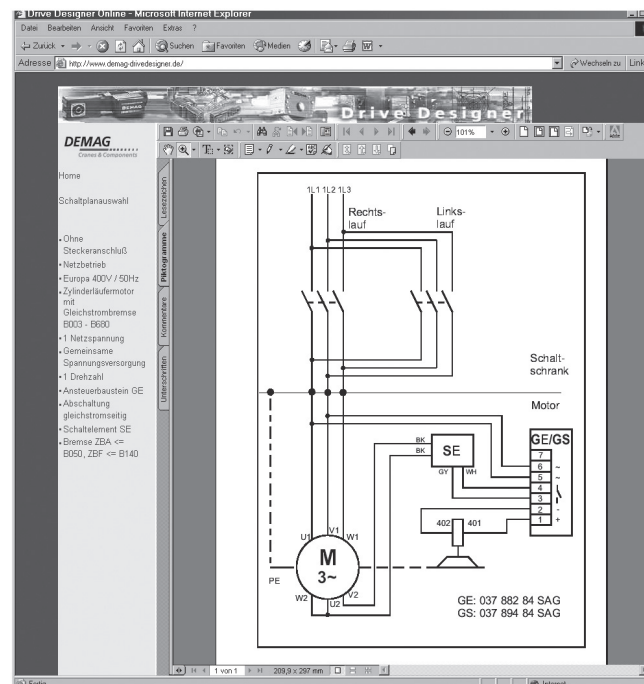 Drive Designer Online - Microsoft Internet Explorer
Datei Bearbeiten Ansicht Favoriten Extras ?
Zurück Suchen Favoriten Medien
Adresse http://www.demag-drivedesigner.de/ Wechseln zu Link
Drive Designer
101%
DEMAG
Cranes & Components
Home
Schaltplanauswahl
• Ohne
Steckeranschluß
• Netzbetrieb
• Europa 400V / 50Hz
• Zylinderläufermotor
mit
Gleichstrombremse
B003 - B680
• 1 Netzspannung
• Gemeinsame
Spannungsversorgung
• 1 Drehzahl
• Ansteuerbaustein GE
• Abschaltung
gleichstromseitig
• Schaltelement SE
• Bremse ZBA <=
B050, ZBF <= B140
Lesezeichen
Piktogramme
Kommentare
Unterschriften
1L1 1L2 1L3
Rechts-
lauf
Links-
lauf
Schalt-
schrank
Motor
GE/GS
7
6 ~
5 ~
4
3
2 -
1 +
BK
BK
SE
GY WH
402 401
U1 V1 W1
M
3~
PE
W2 U2 V2
GE: 037 882 84 SAG
GS: 037 894 84 SAG
1 von 1 209,9 x 297 mm
Fertig Internet